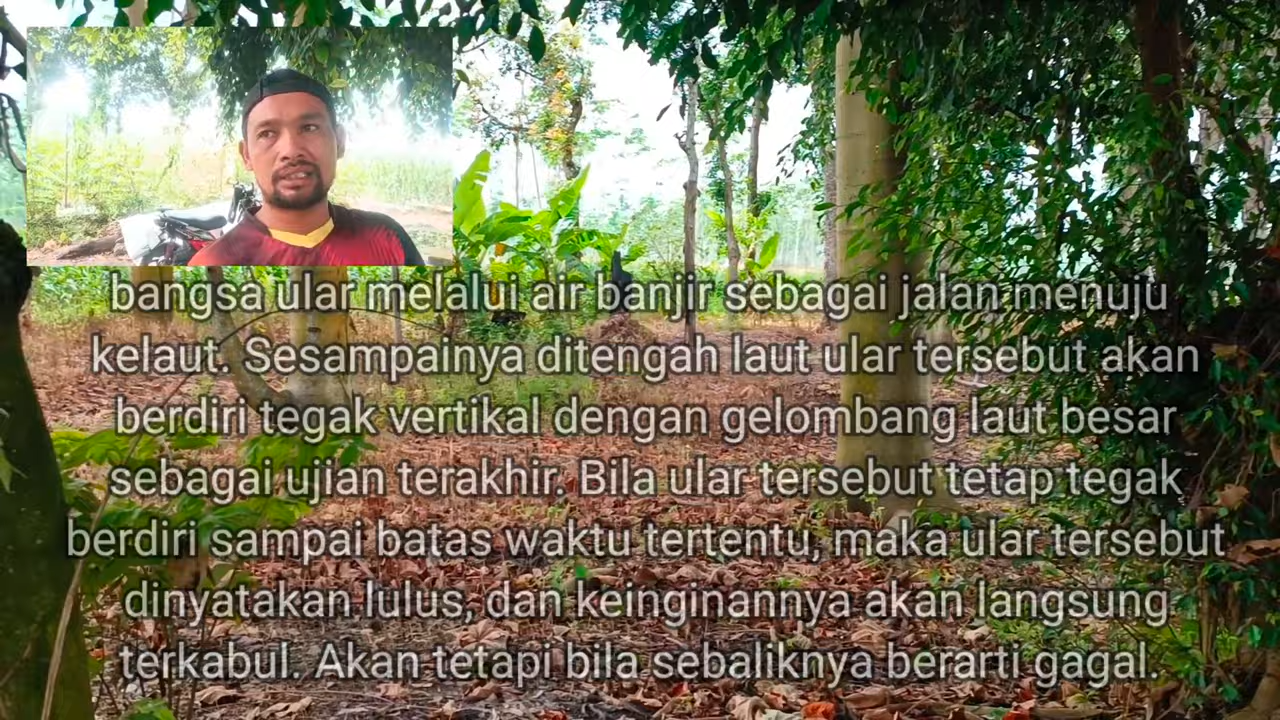 bangsa ular melalui air banjir sebagai jalan menuju
kelaut. Sesampainya ditengah laut ular tersebut akan
berdiri tegak vertikal dengan gelombang laut besar
sebagai ujian terakhir. Bila ular tersebut tetap tegak
berdiri sampai batas waktu tertentu, maka ular tersebut
dinyatakan lulus, dan keinginannya akan langsung
terkabul. Akan tetapi bila sebaliknya berarti gagal.